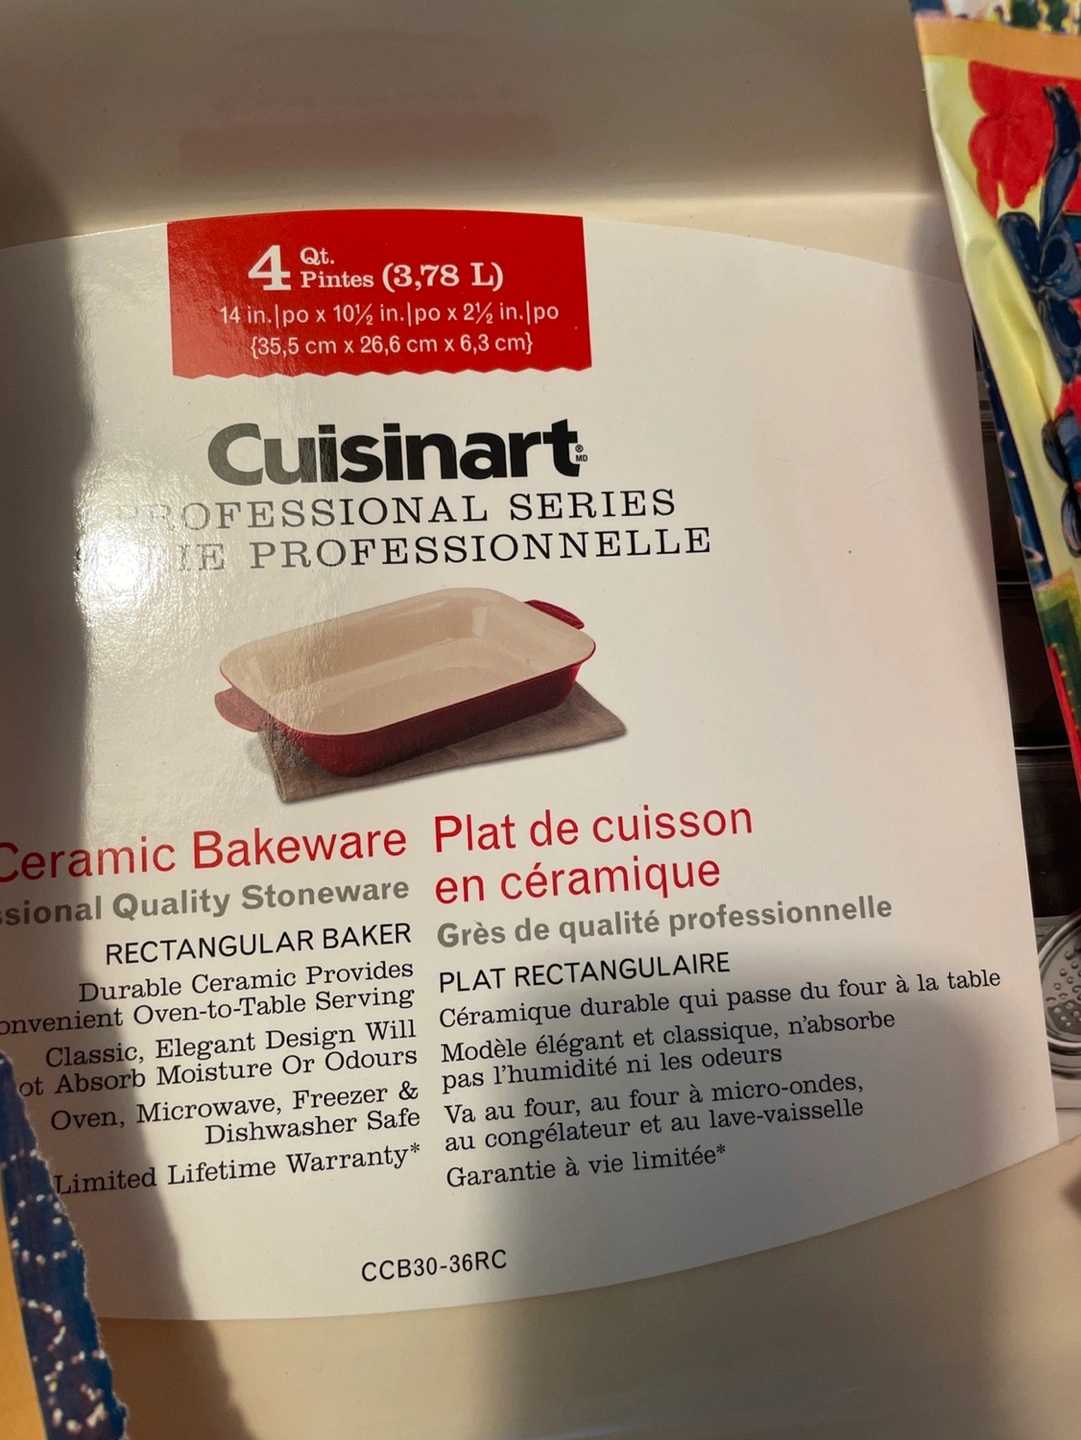 4 Qt.
Pintes (3,78 L)
14 in.|po x 10½ in.|po x 2½ in.|po
{35,5 cm x 26,6 cm x 6,3 cm}
Cuisinart® MD
PROFESSIONAL SERIES
PROFESSIONNELLE
Ceramic Bakeware
Quality Stoneware
RECTANGULAR BAKER
Durable Ceramic Provides
Oven-to-Table Serving
Classic, Elegant Design Will
Absorb Moisture Or Odours
Oven, Microwave, Freezer &
Dishwasher Safe
Limited Lifetime Warranty*
Plat de cuisson
en céramique
Grès de qualité professionnelle
PLAT RECTANGULAIRE
Céramique durable qui passe du four à la table
Modèle élégant et classique, n'absorbe
pas l'humidité ni les odeurs
Va au four, au four à micro-ondes,
au congélateur et au lave-vaisselle
Garantie à vie limitée*
CCB30-36RC